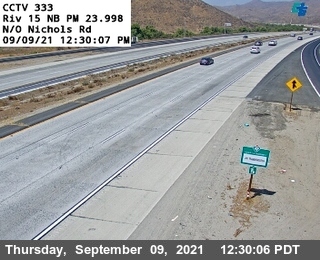 CCTV 333
Riv 15 NB PM 23.998
N/O Nichols Rd
09/09/21 12:30:07 PM
Thursday, September 09, 2021 12:30:06 PDT